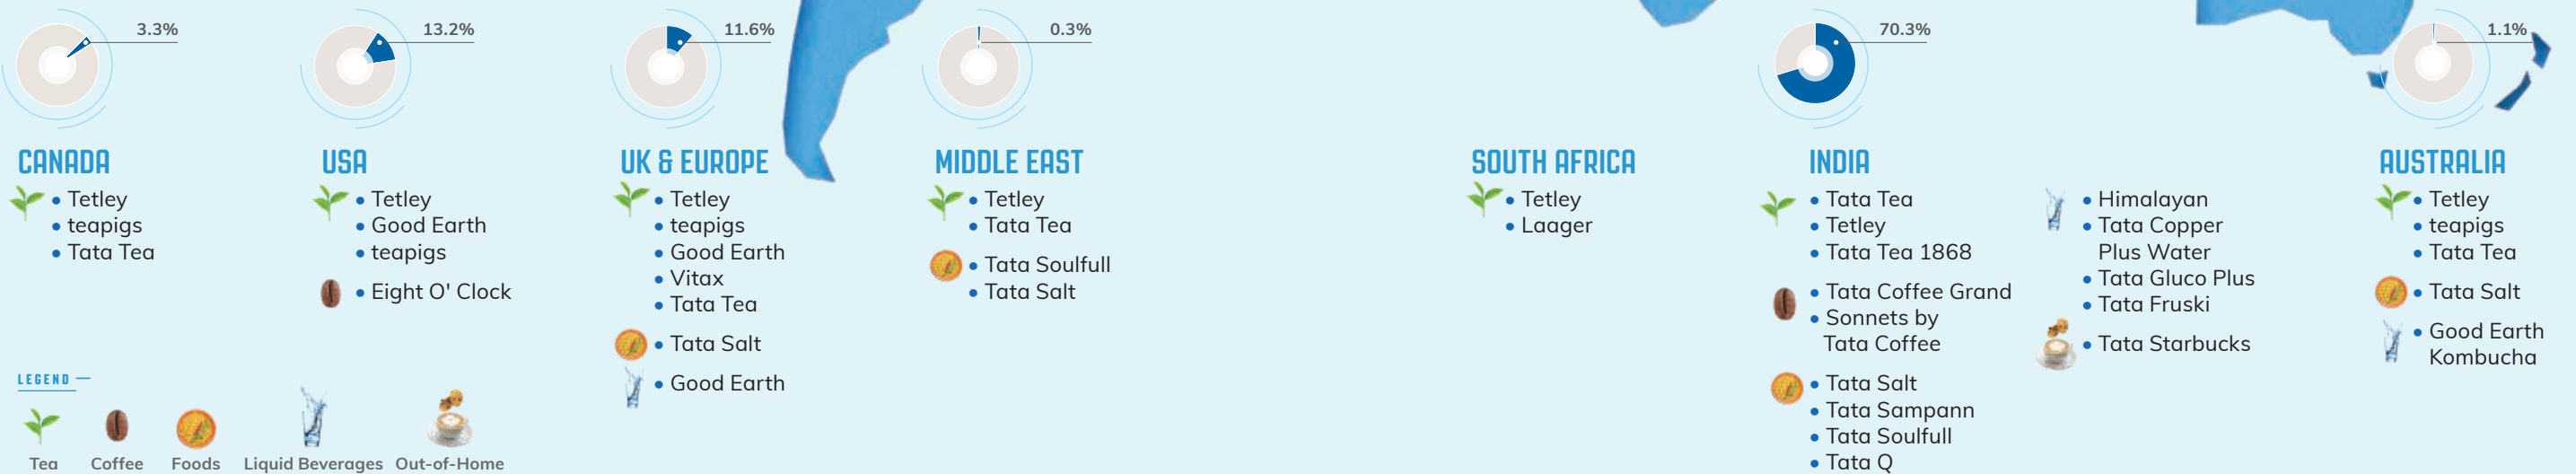 3.3%
CANADA
• Tetley
• teapigs
• Tata Tea
13.2%
USA
• Tetley
• Good Earth
• teapigs
• Eight O' Clock
11.6%
UK & EUROPE
• Tetley
• teapigs
• Good Earth
• Vitax
• Tata Tea
• Tata Salt
• Good Earth
0.3%
MIDDLE EAST
• Tetley
• Tata Tea
• Tata Soulfull
• Tata Salt
SOUTH AFRICA
• Tetley
• Laager
70.3%
INDIA
• Tata Tea
• Tetley
• Tata Tea 1868
• Tata Coffee Grand
• Sonnets by
Tata Coffee
• Tata Salt
• Tata Sampann
• Tata Soulfull
• Tata Q
• Himalayan
• Tata Copper
Plus Water
• Tata Gluco Plus
• Tata Fruski
• Tata Starbucks
1.1%
AUSTRALIA
• Tetley
• teapigs
• Tata Tea
• Tata Salt
• Good Earth
Kombucha
LEGEND
Tea
Coffee
Foods
Liquid Beverages
Out-of-Home